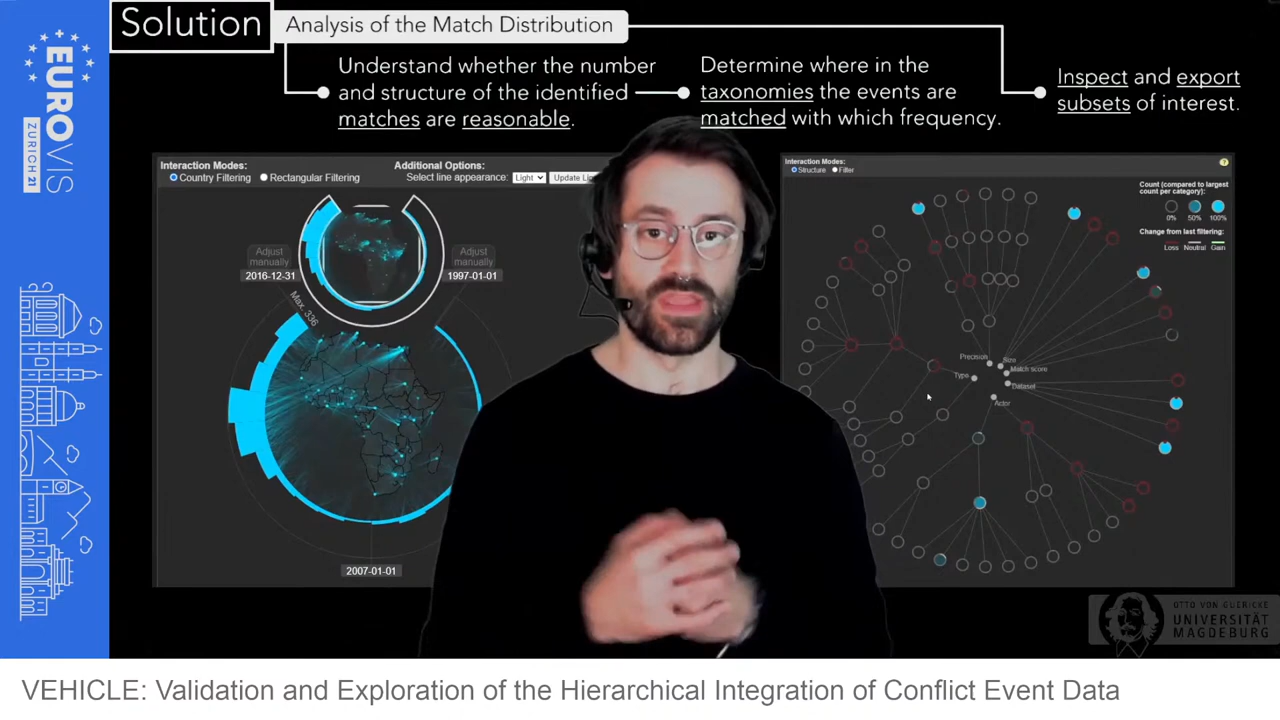 EUROVIS
ZURICH 21
Solution
Analysis of the Match Distribution
Understand whether the number
and structure of the identified
matches are reasonable.
Determine where in the
taxonomies the events are
matched with which frequency.
Inspect and export
subsets of interest.
Interaction Modes:
Country Filtering
Rectangular Filtering
Additional Options:
Select line appearance:
Light
Adjust
manually
2016-12-31
Adjust
manually
1997-01-01
Max. 336
2007-01-01
Interaction Modes:
Structure
Filter
?
Count (compared to largest
count per category):
0%
50%
100%
Change from last filtering:
Loss
Neutral
Gain
Precision
Size
Match score
Type
Dataset
Actor
OTTO VON GUERICKE
UNIVERSITÄT
MAGDEBURG
VEHICLE: Validation and Exploration of the Hierarchical Integration of Conflict Event Data